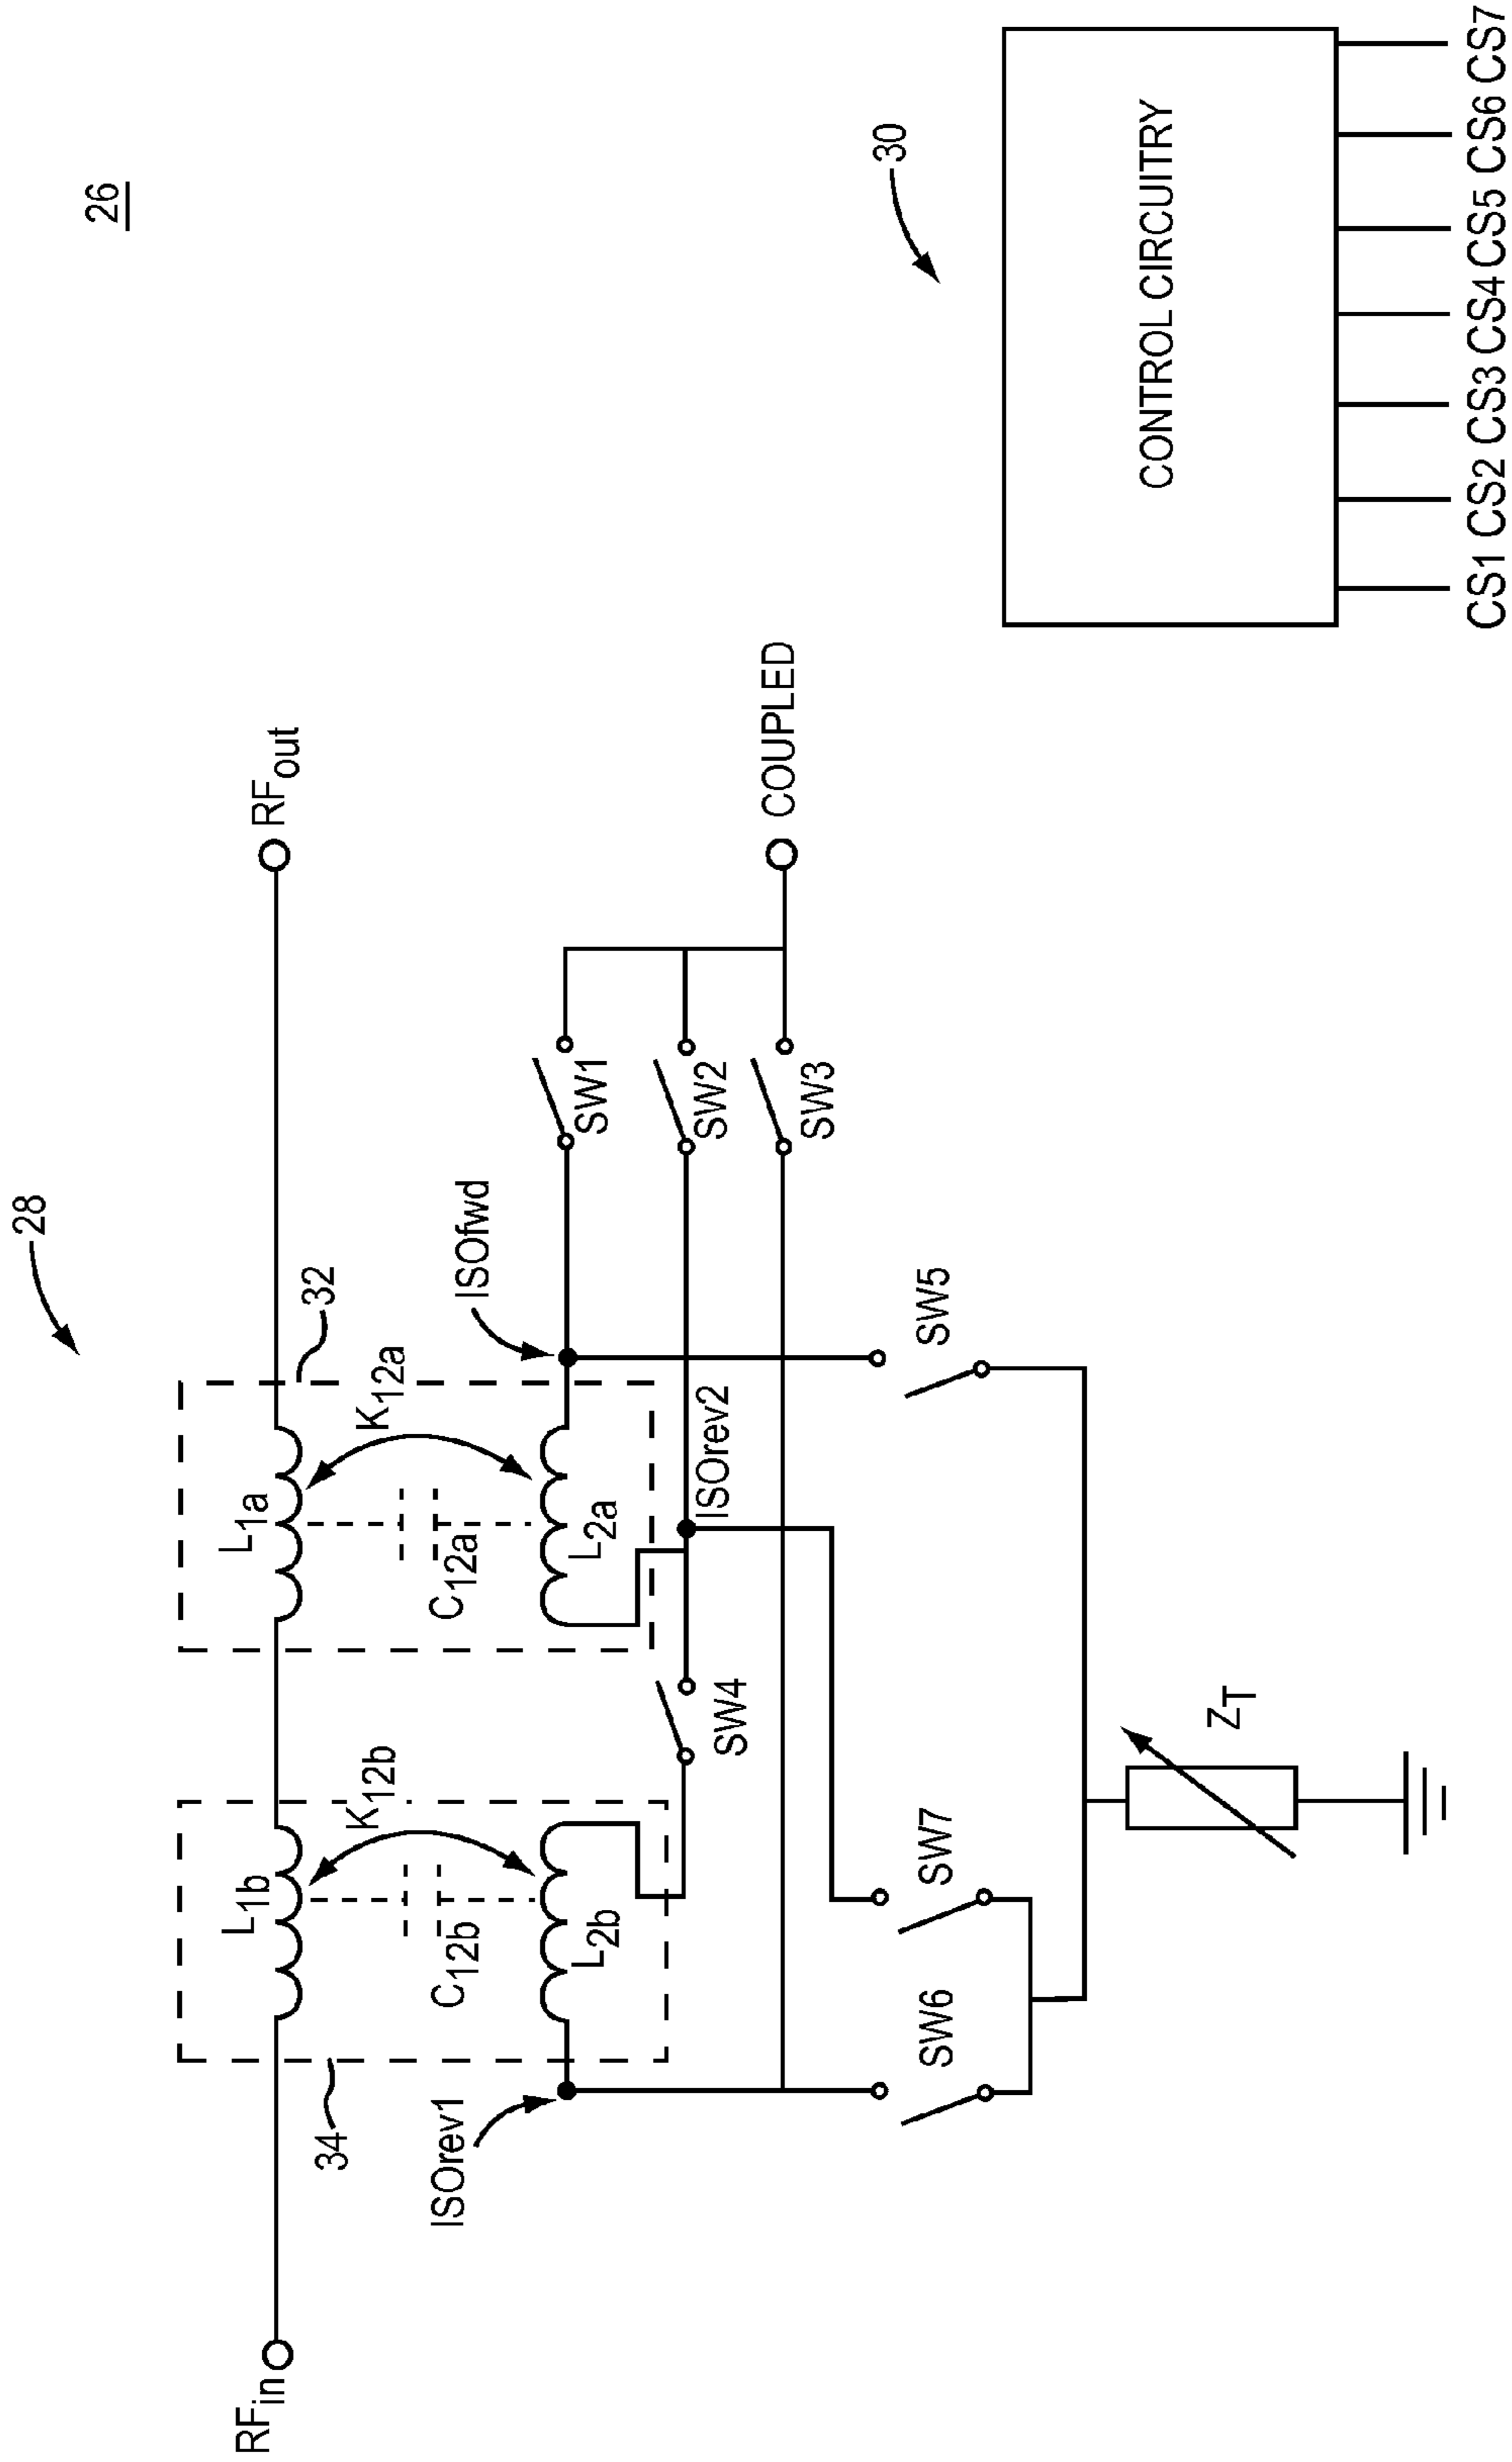 26
28
RFin
RFout
34
32
L1b
K12b
C12b
L2b
L1a
K12a
C12a
L2a
ISOrev1
ISOfwd
ISOrev2
SW1
SW2
SW3
SW4
COUPLED
SW6
SW7
SW5
ZT
30
CONTROL CIRCUITRY
CS1 CS2 CS3 CS4 CS5 CS6 CS7